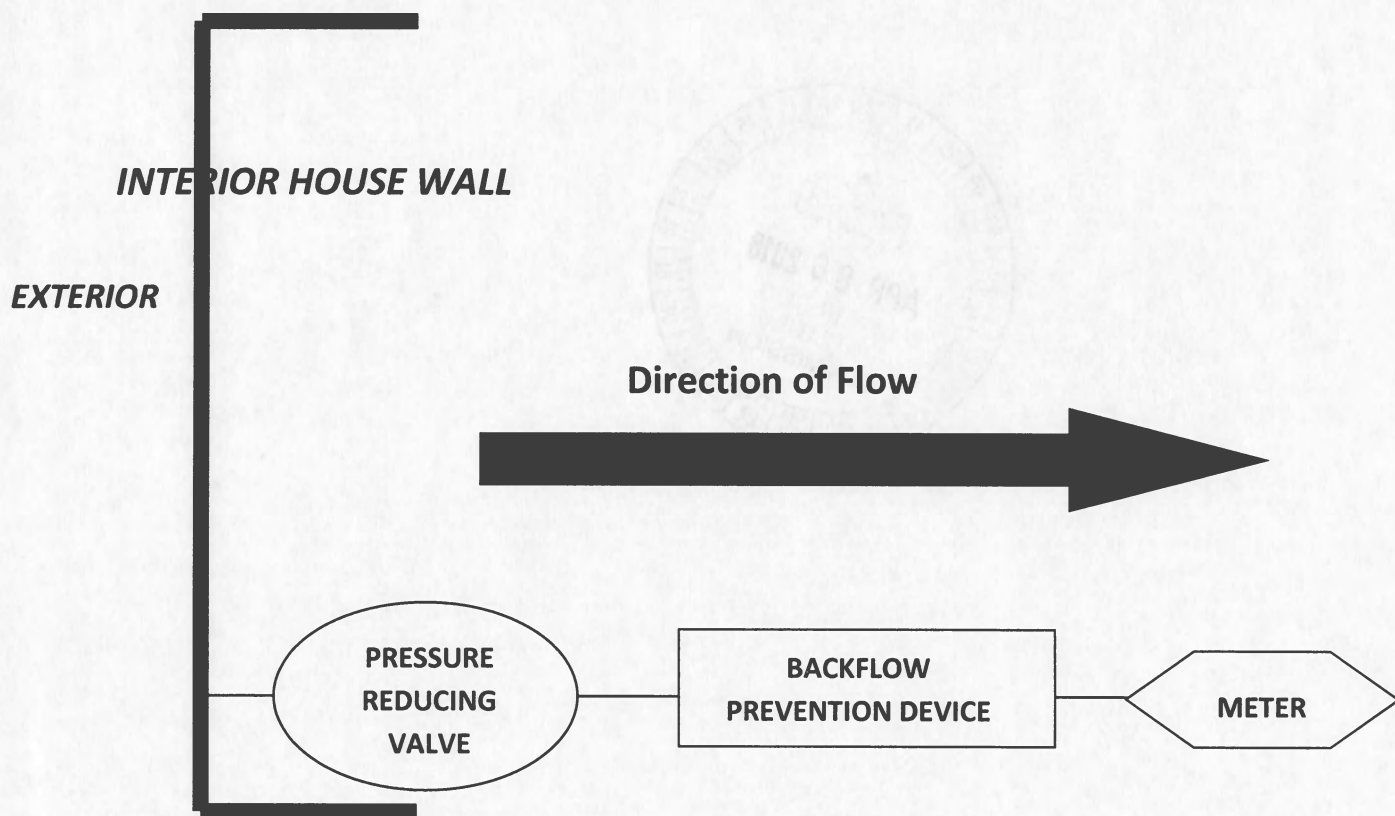 INTERIOR HOUSE WALL
EXTERIOR
Direction of Flow
PRESSURE
REDUCING
VALVE
BACKFLOW
PREVENTION DEVICE
METER